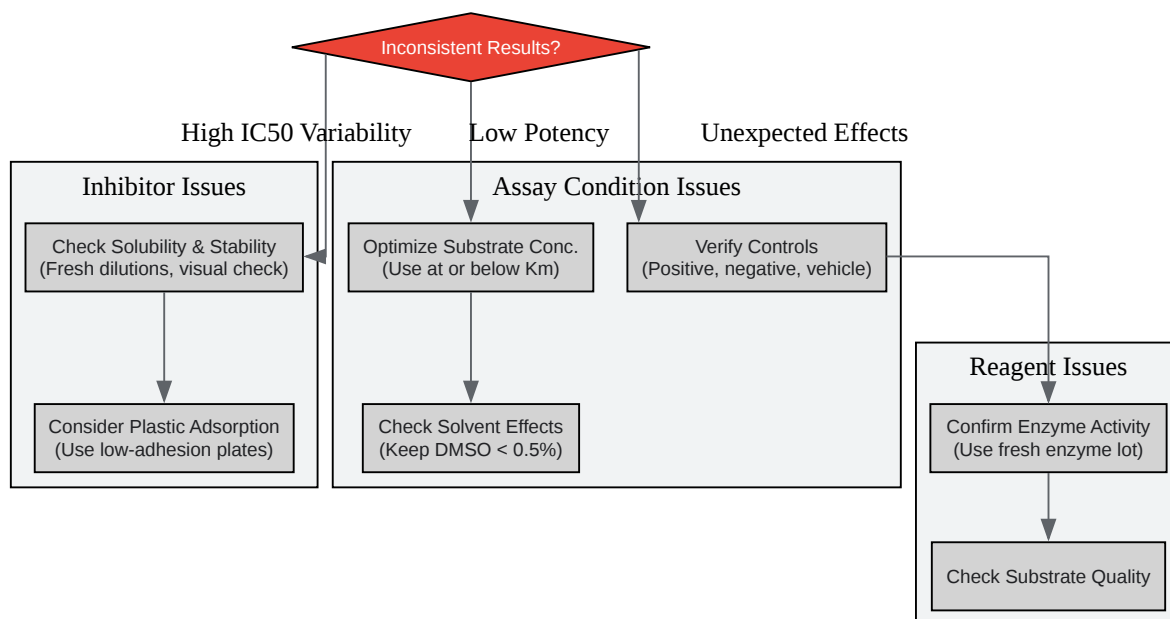 Inconsistent Results?
High IC50 Variability
Low Potency
Unexpected Effects
Inhibitor Issues
Check Solubility & Stability
(Fresh dilutions, visual check)
Consider Plastic Adsorption
(Use low-adhesion plates)
Assay Condition Issues
Optimize Substrate Conc.
(Use at or below Km)
Verify Controls
(Positive, negative, vehicle)
Check Solvent Effects
(Keep DMSO < 0.5%)
Reagent Issues
Confirm Enzyme Activity
(Use fresh enzyme lot)
Check Substrate Quality